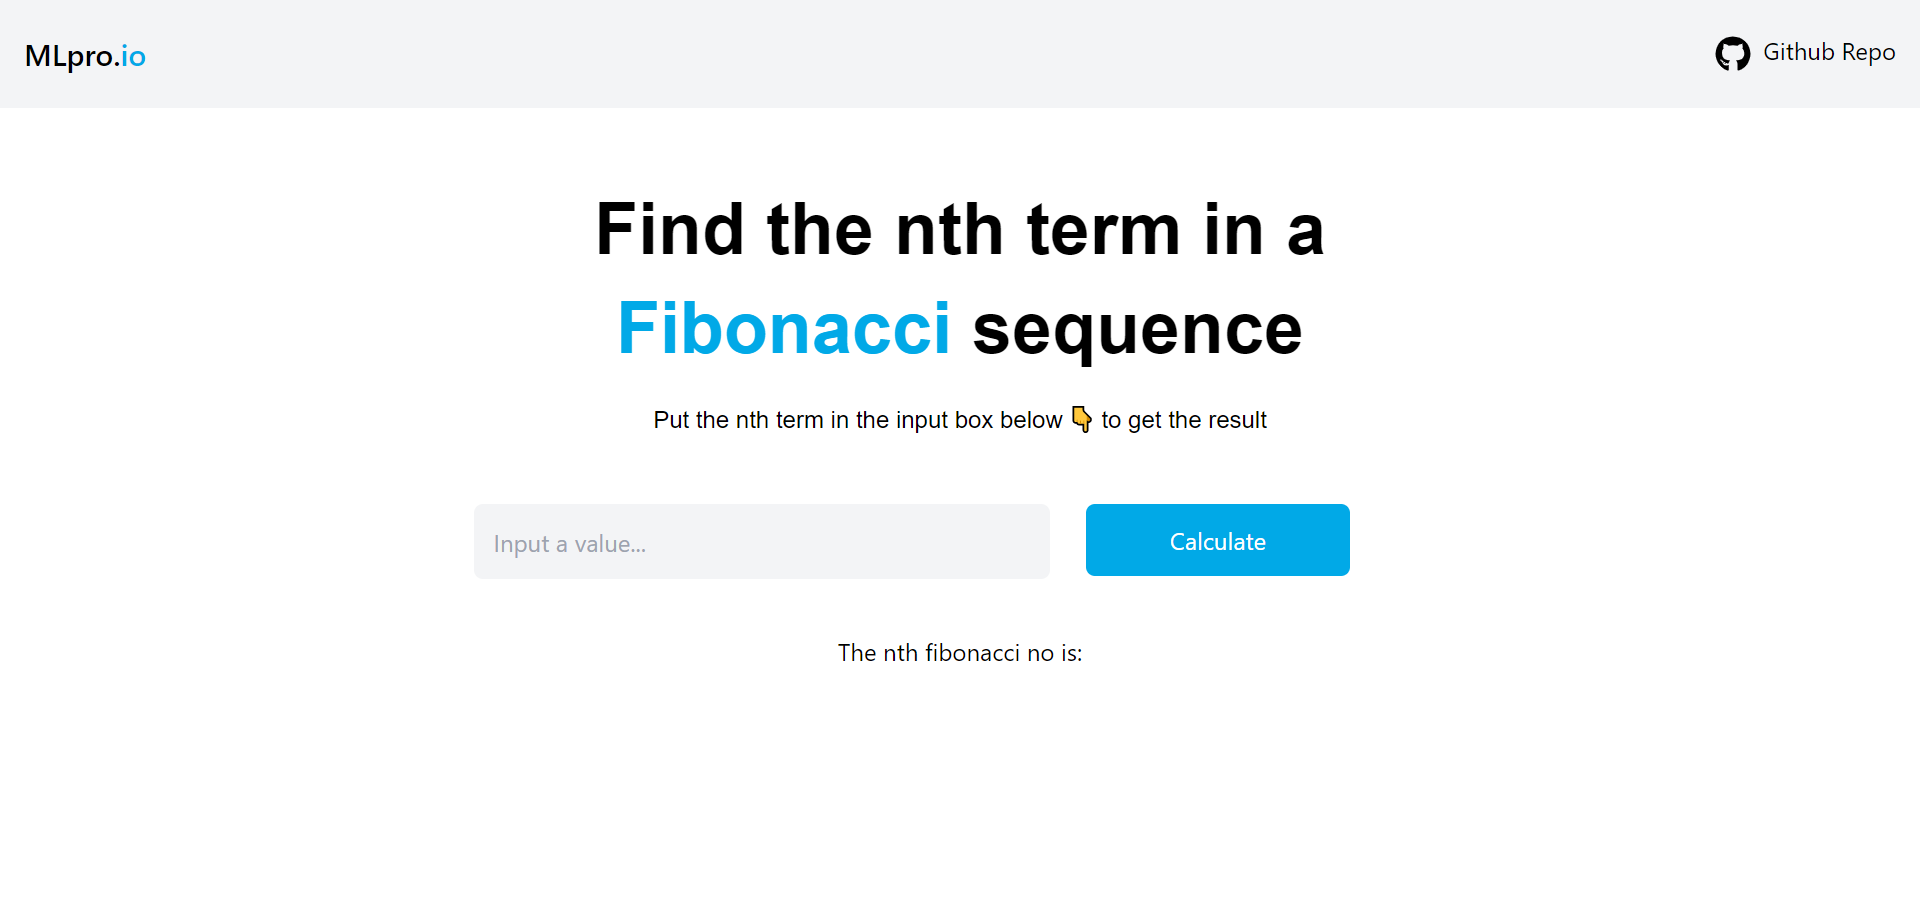 MLpro.io
Github Repo
Find the nth term in a
Fibonacci sequence
Put the nth term in the input box below 👇 to get the result
Input a value...
Calculate
The nth fibonacci no is: